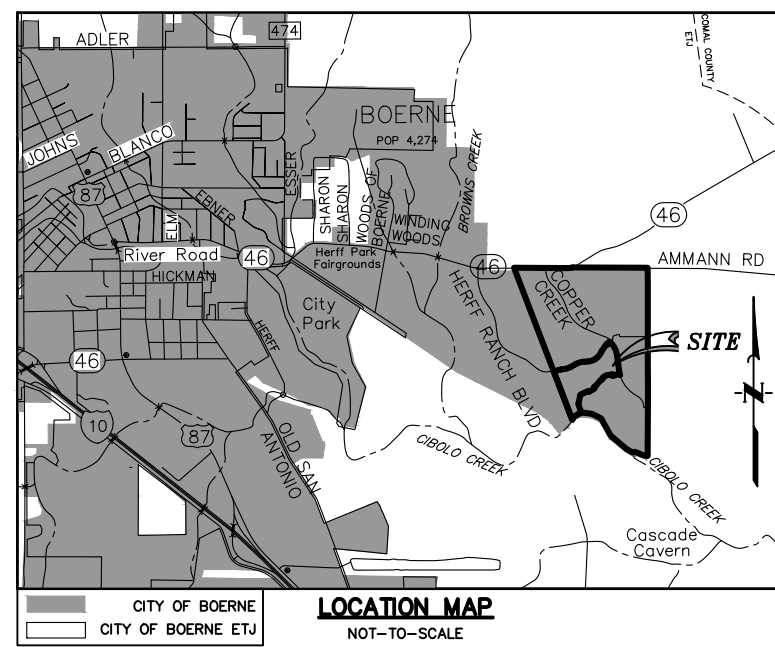 ADLER
474
COMAL COUNTY
ETJ
BOERNE
POP 4,274
JOHNS
BLANCO
87
ELM
EBNER
ESSER
SHARON
SHARON
WOODS OF
BOERNE
WINDING
WOODS
BROWNS CREEK
46
River Road
46
Herff Park
Fairgrounds
46
AMMANN RD
HICKMAN
City
Park
HERFF
HERFF RANCH BLVD
COPPER
CREEK
SITE
N
46
10
87
OLD SAN
ANTONIO
CIBOLO CREEK
CIBOLO CREEK
Cascade
Cavern
CITY OF BOERNE
CITY OF BOERNE ETJ
LOCATION MAP
NOT-TO-SCALE